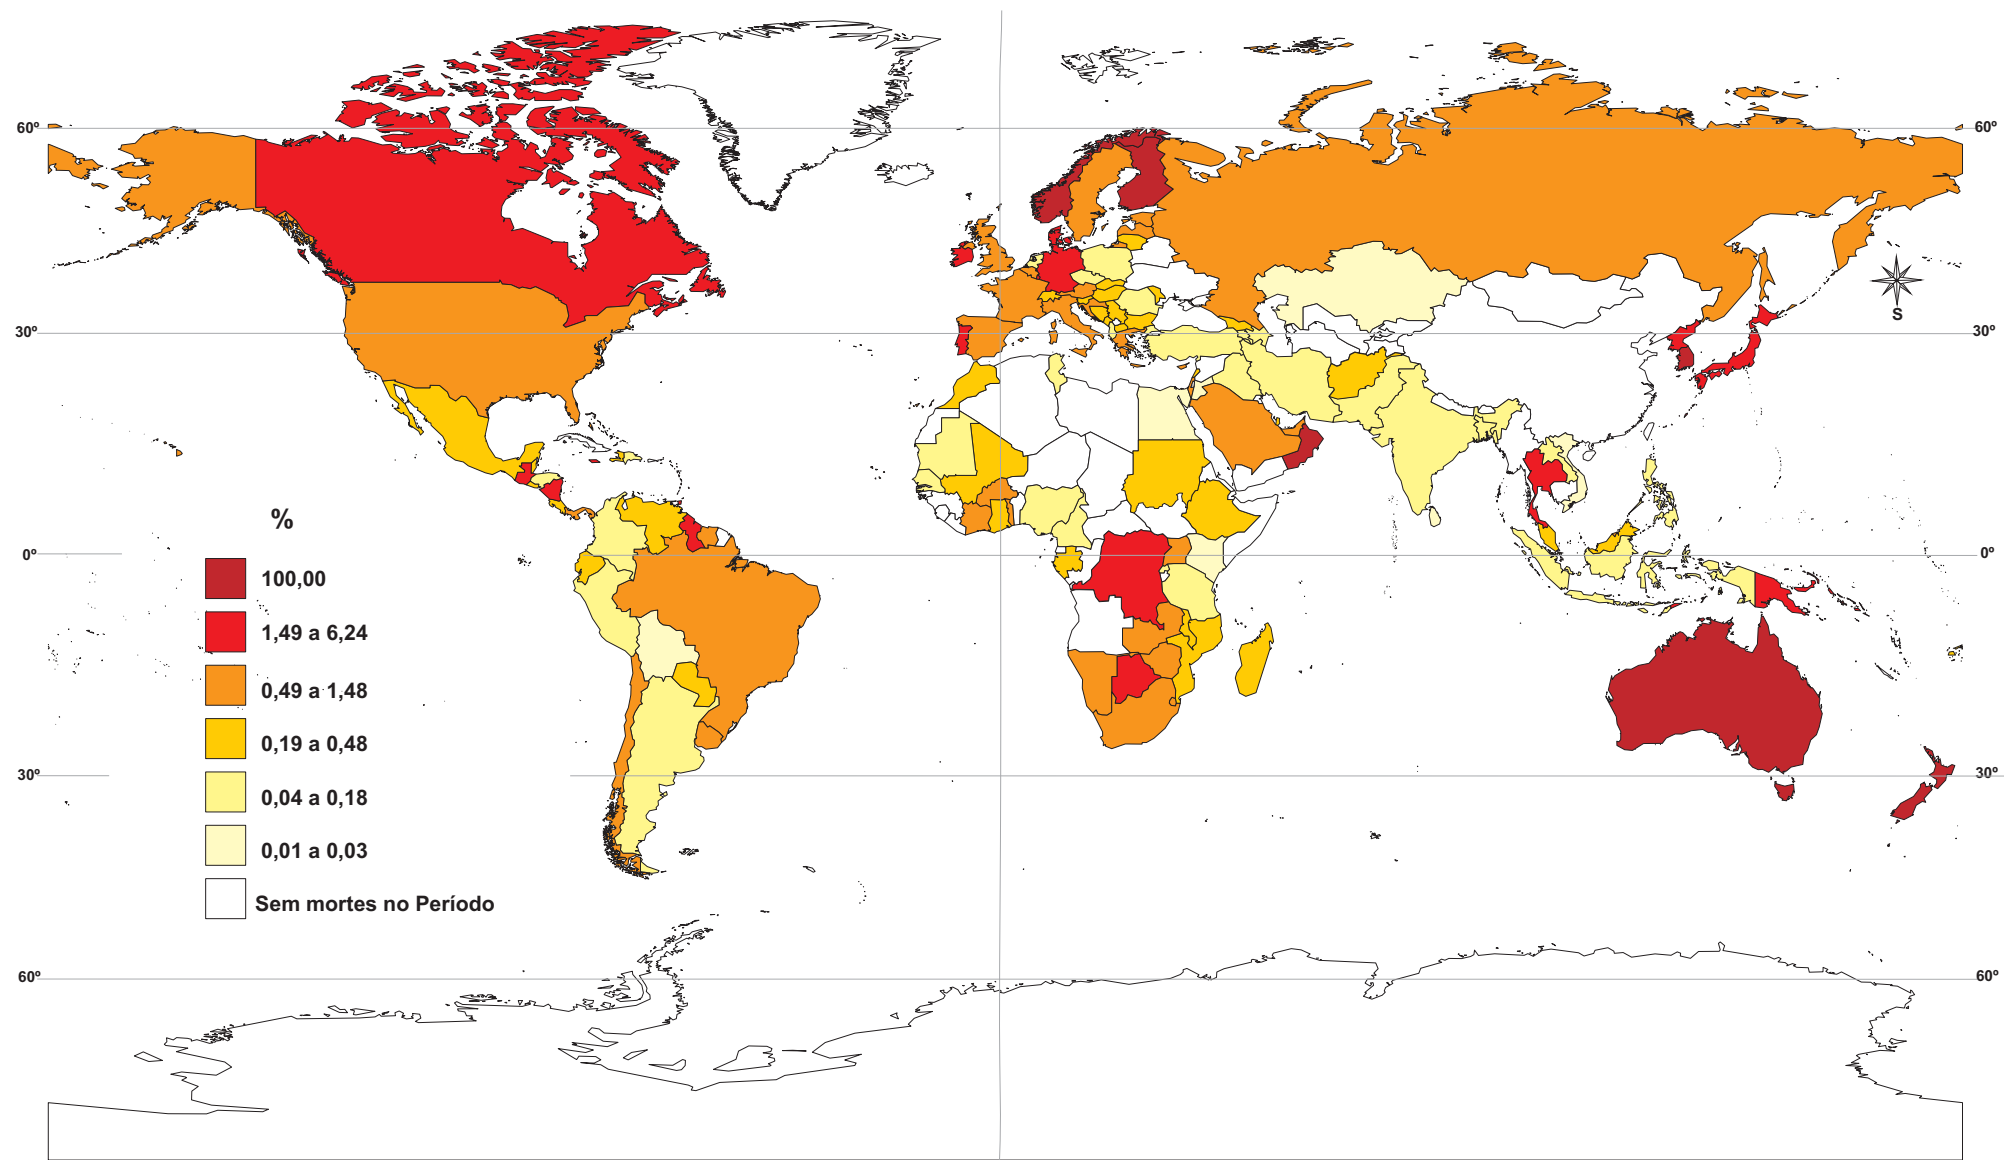 60º
60º
30º
30º
S
%
0º
0º
100,00
1,49 a 6,24
0,49 a 1,48
0,19 a 0,48
30º
30º
0,04 a 0,18
0,01 a 0,03
Sem mortes no Período
60º
60º